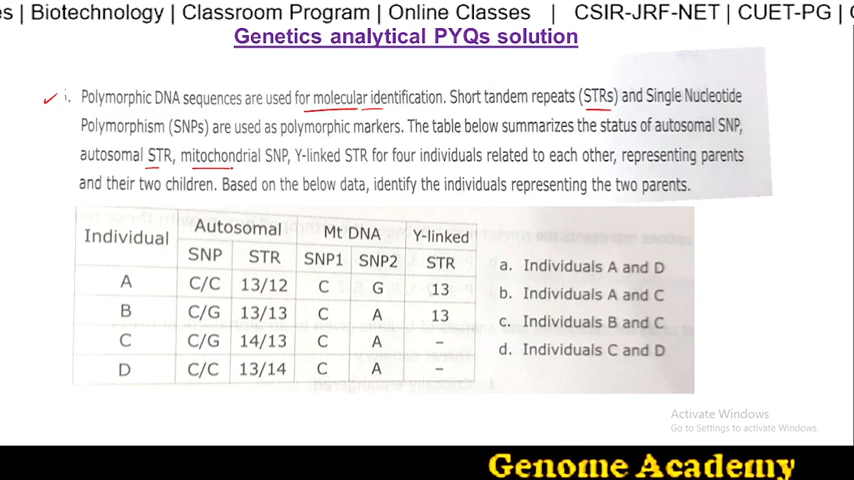 es | Biotechnology | Classroom Program | Online Classes | CSIR-JRF-NET | CUET-PG |
Genetics analytical PYQs solution
Polymorphic DNA sequences are used for molecular identification. Short tandem repeats (STRs) and Single Nucleotide
Polymorphism (SNPs) are used as polymorphic markers. The table below summarizes the status of autosomal SNP,
autosomal STR, mitochondrial SNP, Y-linked STR for four individuals related to each other, representing parents
and their two children. Based on the below data, identify the individuals representing the two parents.
Individual Autosomal Mt DNA Y-linked
SNP STR SNP1 SNP2 STR
A C/C 13/12 C G 13
B C/G 13/13 C A 13
C C/G 14/13 C A –
D C/C 13/14 C A –
a. Individuals A and D
b. Individuals A and C
c. Individuals B and C
d. Individuals C and D
Activate Windows
Go to Settings to activate Windows.
Genome Academy